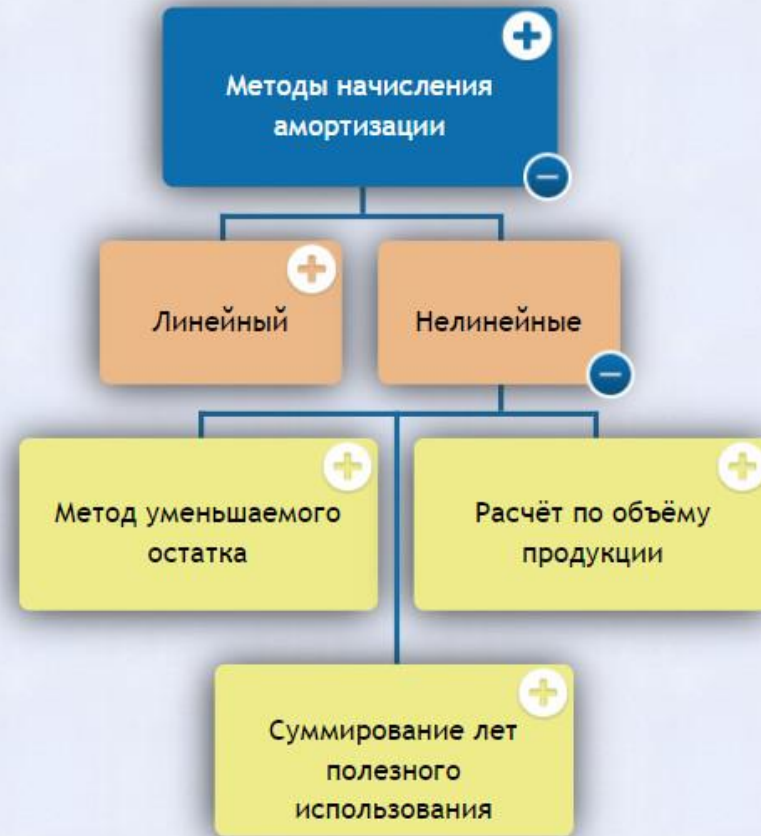 Методы начисления
амортизации
Линейный
Нелинейные
Метод уменьшаемого
остатка
Расчёт по объёму
продукции
Суммирование лет
полезного
использования